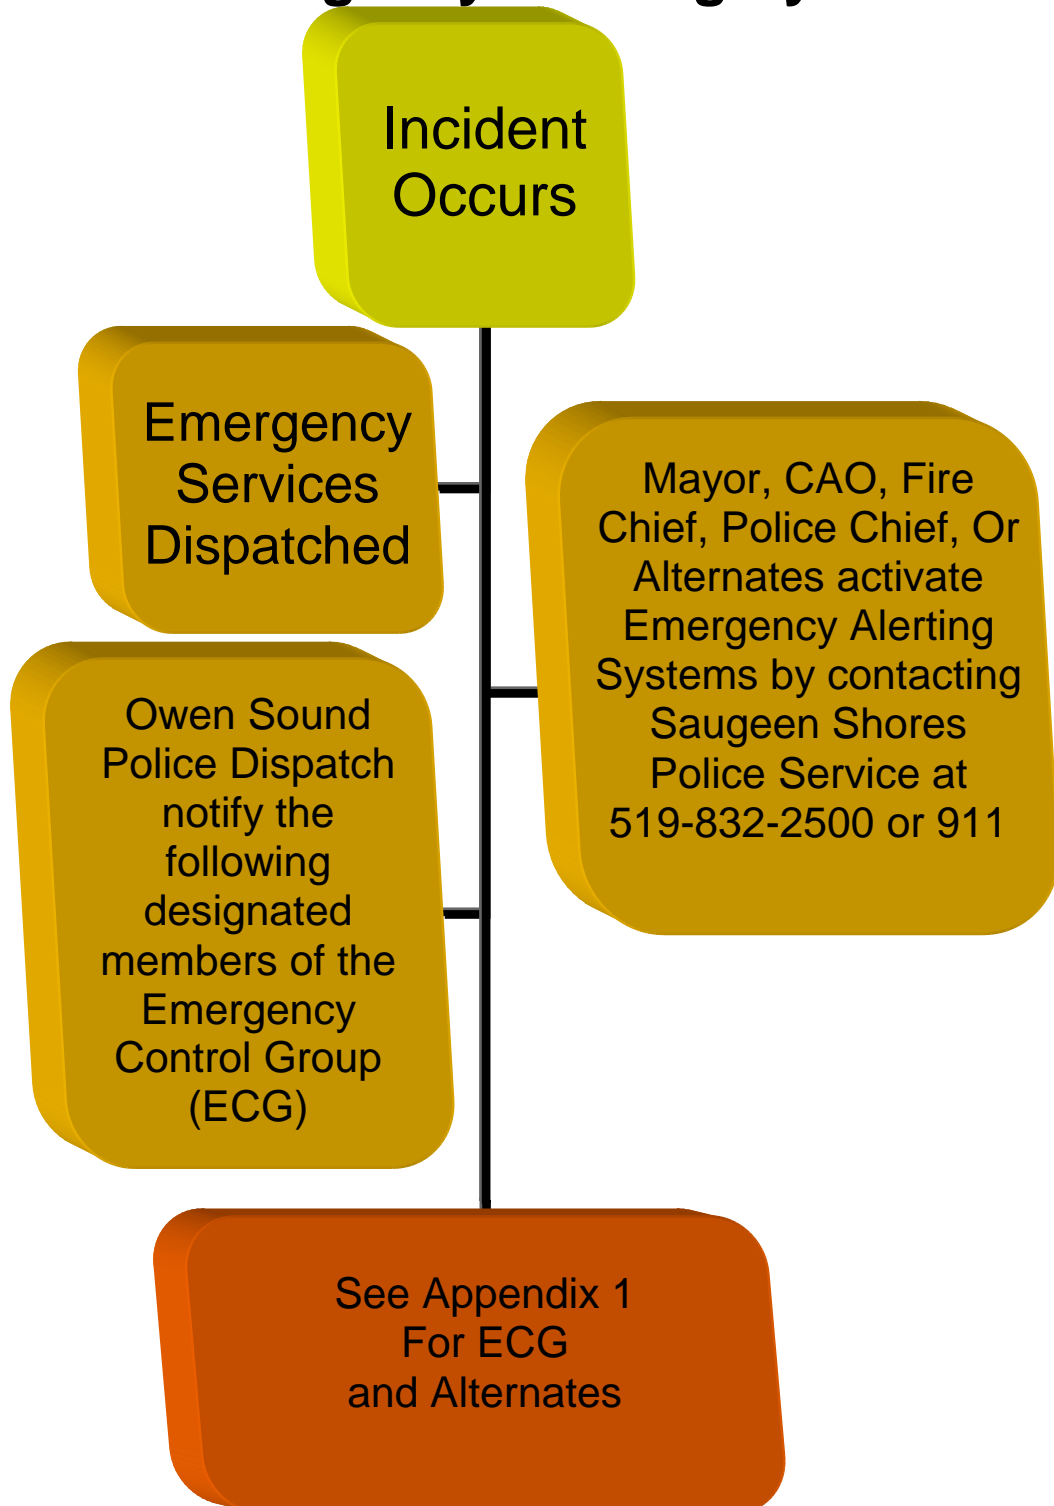 Incident
Occurs
Emergency
Services
Dispatched
Mayor, CAO, Fire
Chief, Police Chief, Or
Alternates activate
Emergency Alerting
Systems by contacting
Saugeen Shores
Police Service at
519-832-2500 or 911
Owen Sound
Police Dispatch
notify the
following
designated
members of the
Emergency
Control Group
(ECG)
See Appendix 1
For ECG
and Alternates